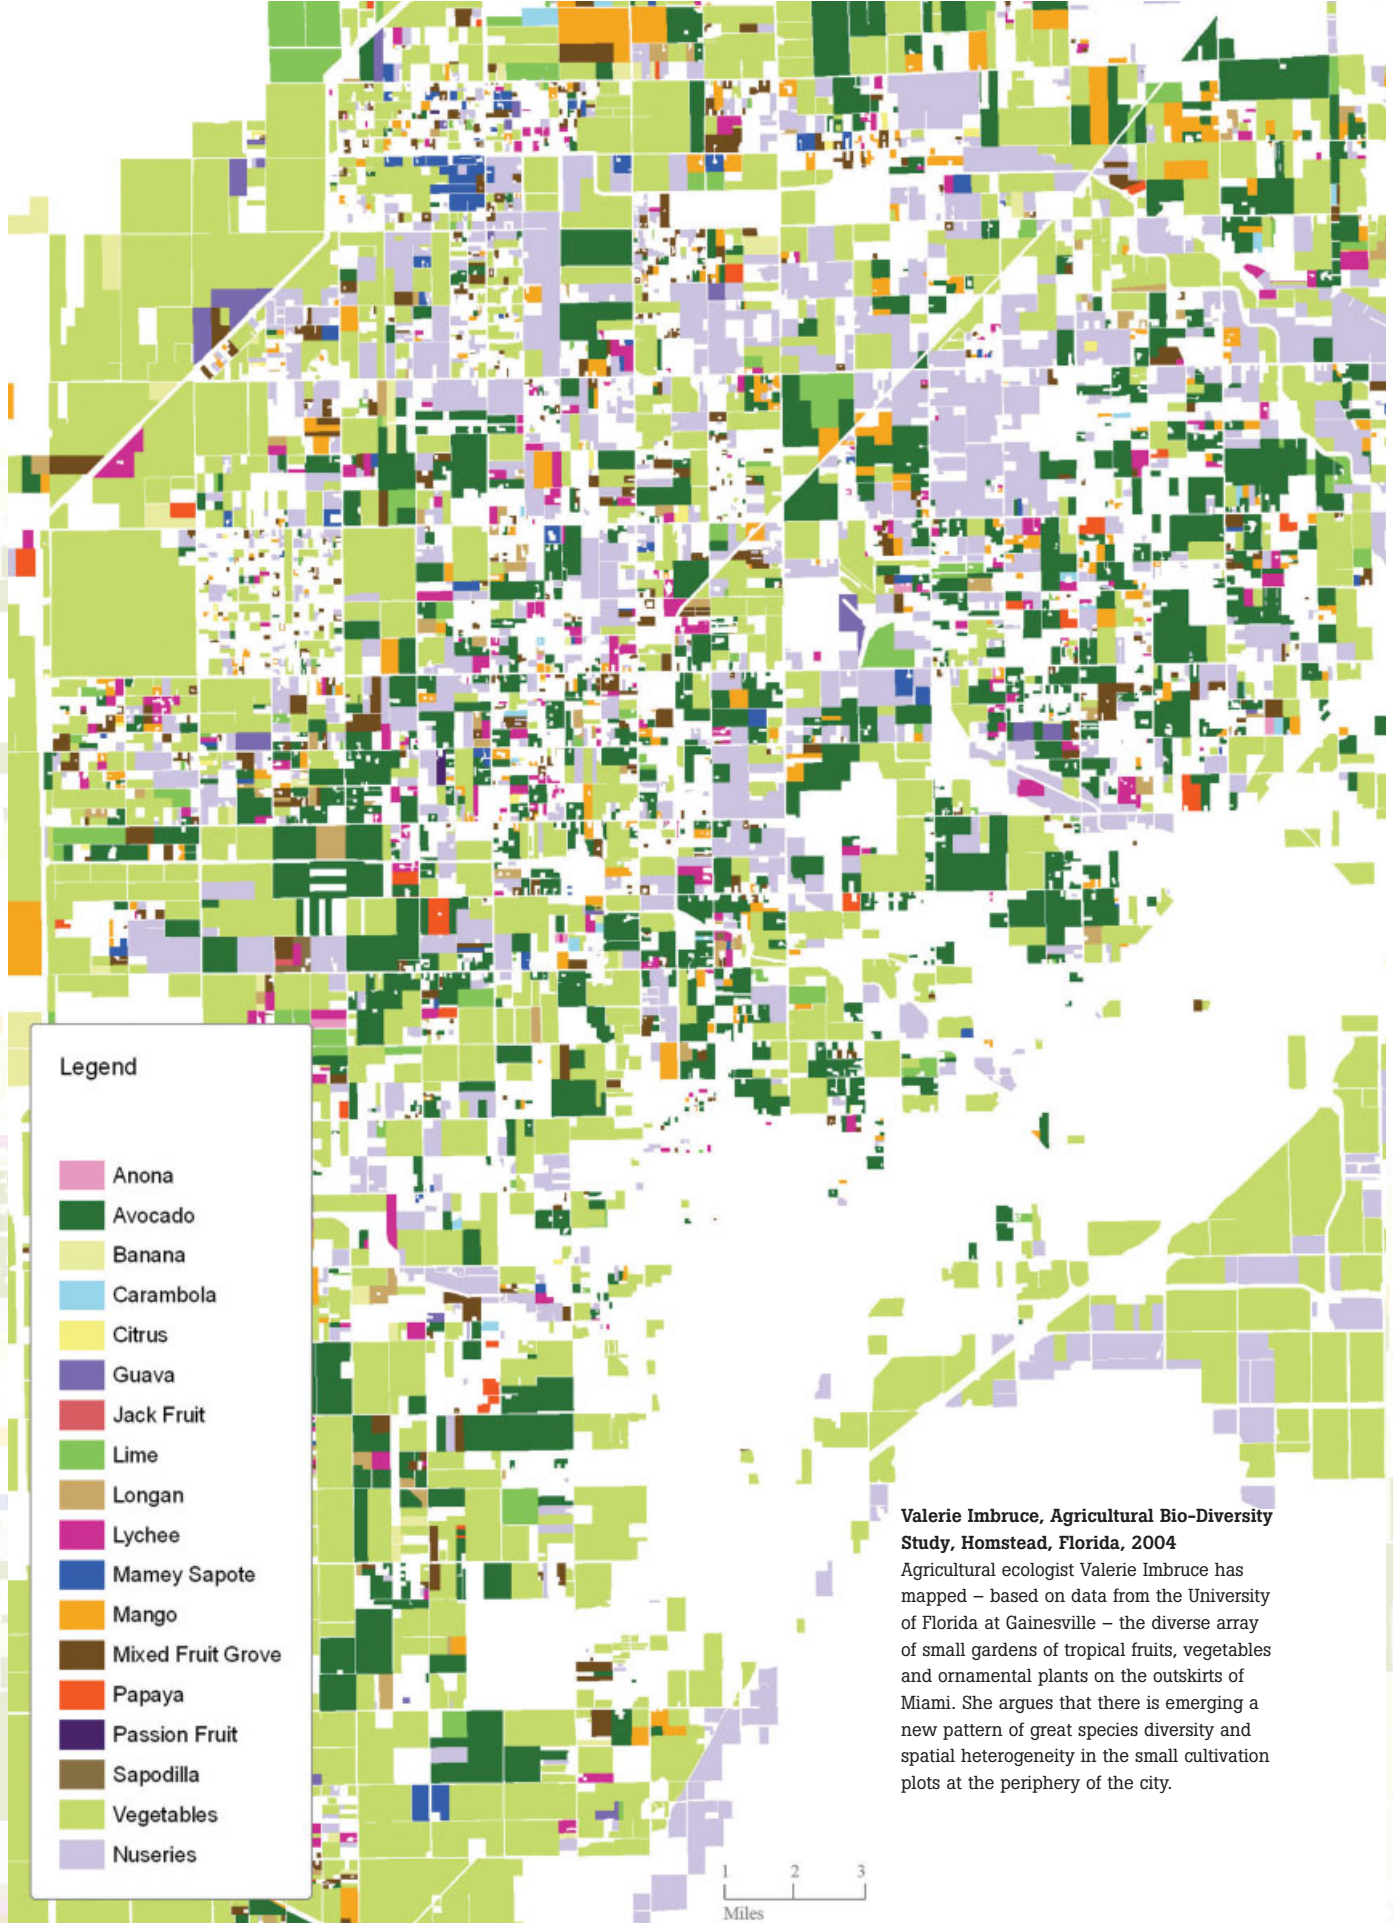 Legend
Anona
Avocado
Banana
Carambola
Citrus
Guava
Jack Fruit
Lime
Longan
Lychee
Mamey Sapote
Mango
Mixed Fruit Grove
Papaya
Passion Fruit
Sapodilla
Vegetables
Nuseries
Valerie Imbruce, Agricultural Bio-Diversity
Study, Homstead, Florida, 2004
Agricultural ecologist Valerie Imbruce has
mapped – based on data from the University
of Florida at Gainesville – the diverse array
of small gardens of tropical fruits, vegetables
and ornamental plants on the outskirts of
Miami. She argues that there is emerging a
new pattern of great species diversity and
spatial heterogeneity in the small cultivation
plots at the periphery of the city.
1 2 3
Miles